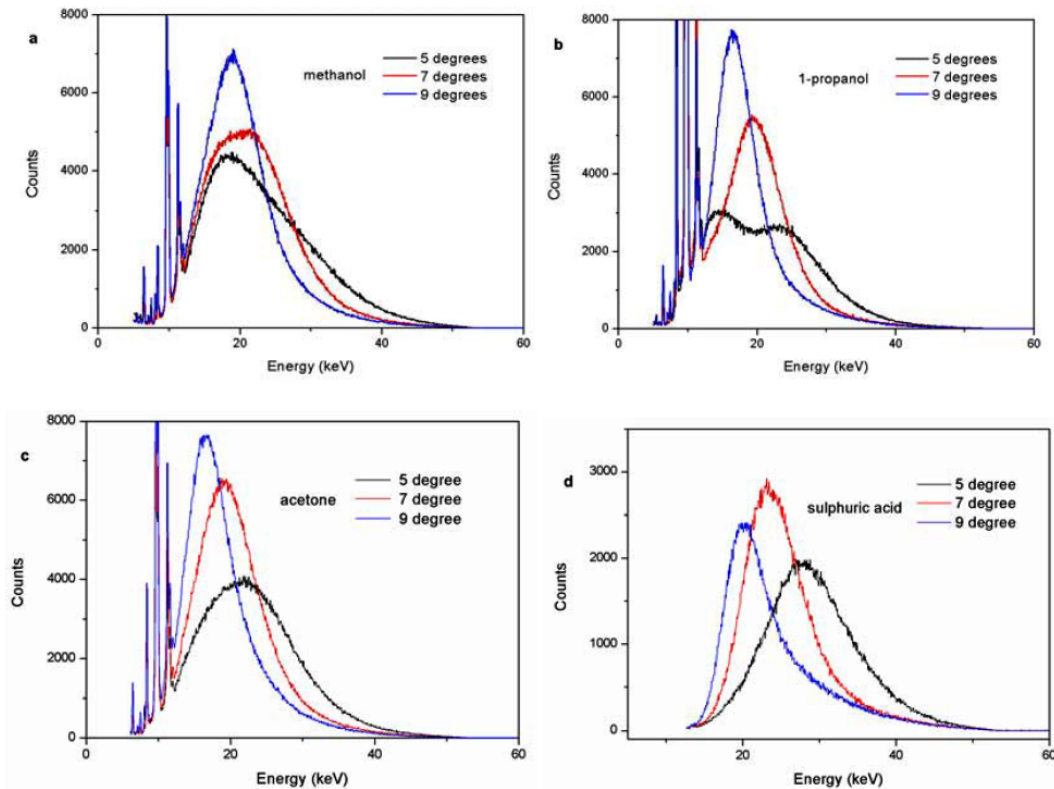 a
methanol
5 degrees
7 degrees
9 degrees
8000
6000
4000
2000
0
Counts
0 20 40 60
Energy (keV)
b
1-propanol
5 degrees
7 degrees
9 degrees
8000
6000
4000
2000
0
Counts
0 20 40 60
Energy (keV)
c
acetone
5 degree
7 degree
9 degree
8000
6000
4000
2000
0
Counts
0 20 40 60
Energy (keV)
d
sulphuric acid
5 degree
7 degree
9 degree
3000
2000
1000
0
Counts
20 40 60
Energy (keV)